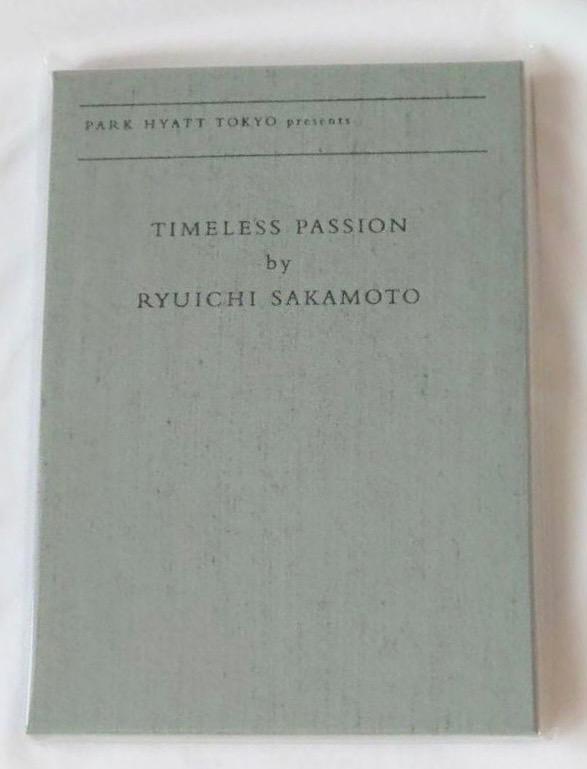 PARK HYATT TOKYO presents
TIMELESS PASSION
by
RYUICHI SAKAMOTO